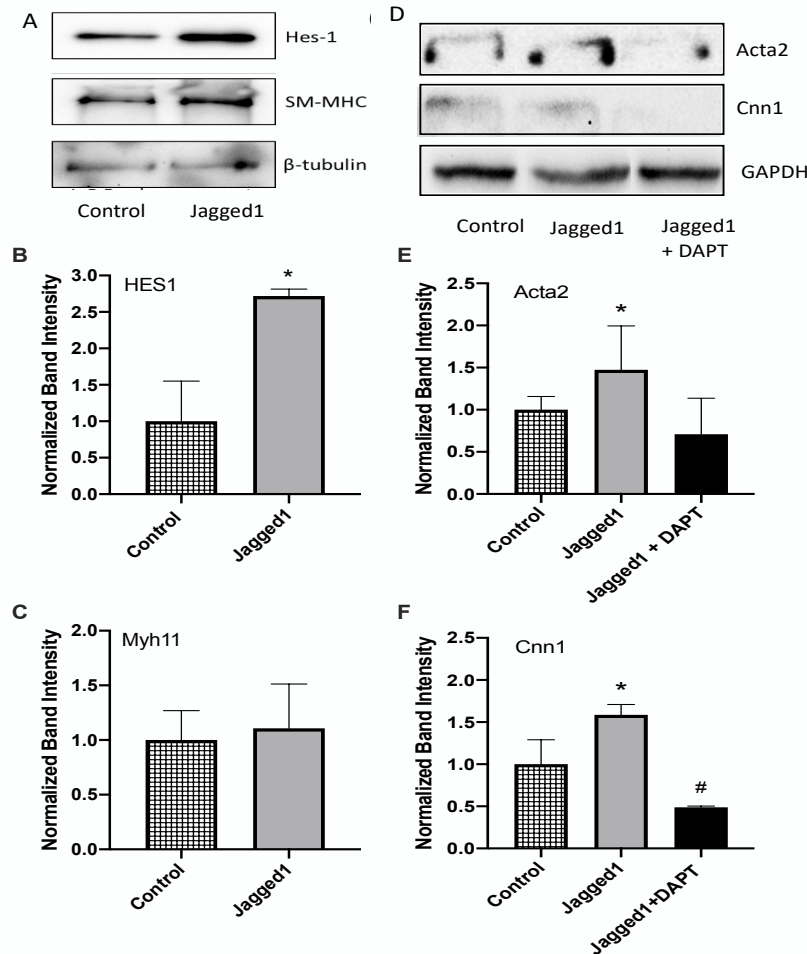 A
Hes-1
SM-MHC
β-tubulin
Control
Jagged1
D
Acta2
Cnn1
GAPDH
Control
Jagged1
Jagged1
+ DAPT
B
HES1
Normalized Band Intensity
3.0
2.5
2.0
1.5
1.0
0.5
0.0
*
Control
Jagged1
E
Acta2
Normalized Band Intensity
2.5
2.0
1.5
1.0
0.5
0.0
*
Control
Jagged1
Jagged1 + DAPT
C
Myh11
Normalized Band Intensity
2.0
1.5
1.0
0.5
0.0
Control
Jagged1
F
Cnn1
Normalized Band Intensity
2.5
2.0
1.5
1.0
0.5
0.0
*
#
Control
Jagged1
Jagged1+DAPT